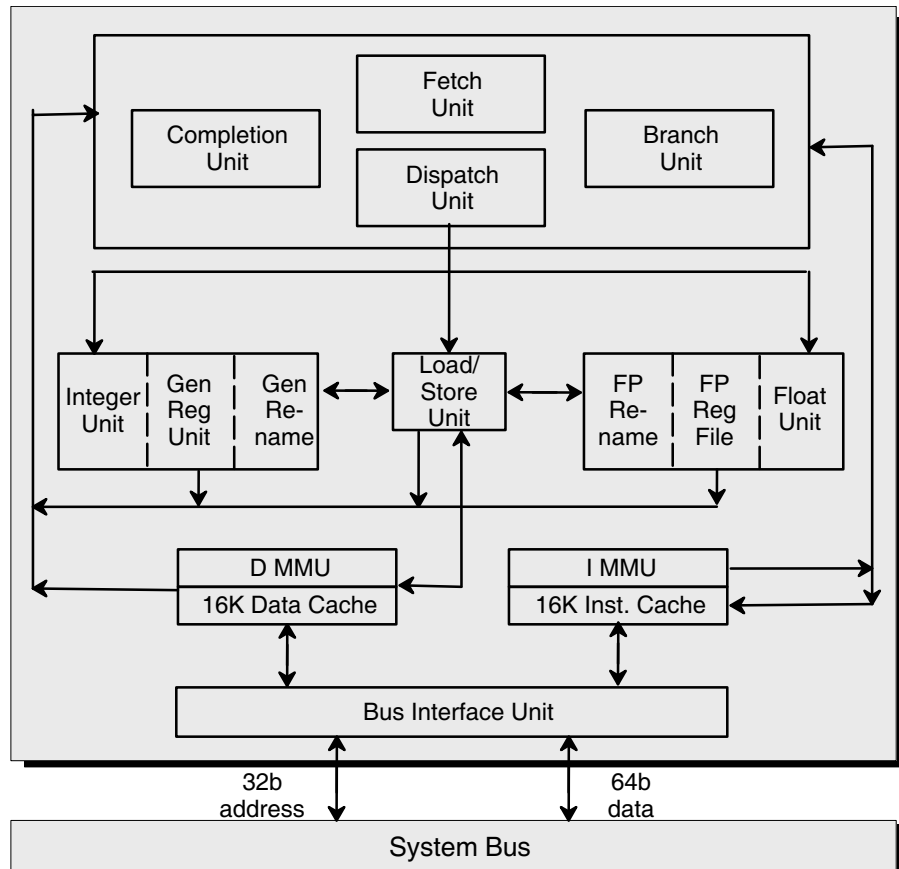 Fetch
Unit
Completion
Unit
Branch
Unit
Dispatch
Unit
Integer
Unit
Gen
Reg
Unit
Gen
Re-
name
Load/
Store
Unit
FP
Re-
name
FP
Reg
File
Float
Unit
D MMU
16K Data Cache
I MMU
16K Inst. Cache
Bus Interface Unit
32b
address
64b
data
System Bus